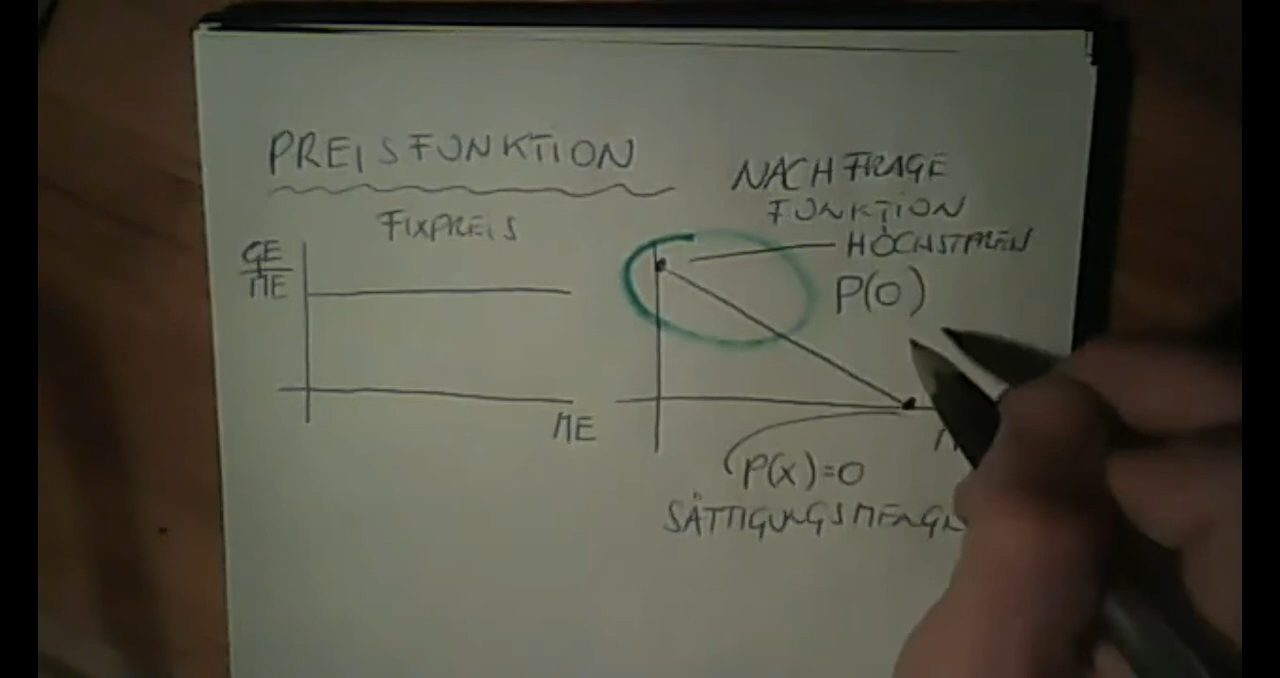 PREISFUNKTION
FIXPREIS
GE
ME
ME
NACHFRAGE
FUNKTION
HÖCHSTPREIS
P(0)
P(X)=0
SÄTTIGUNGSMENGE